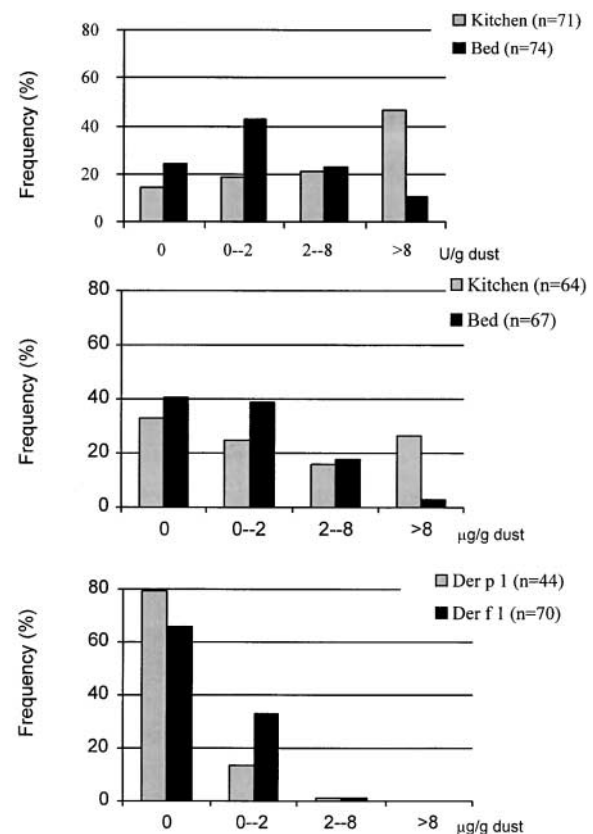 Kitchen (n=71)
Bed (n=74)
Frequency (%)
80
60
40
20
0
0 0--2 2--8 >8 U/g dust
Kitchen (n=64)
Bed (n=67)
Frequency (%)
80
60
40
20
0
0 0--2 2--8 >8 µg/g dust
Der p 1 (n=44)
Der f 1 (n=70)
Frequency (%)
80
60
40
20
0
0 0--2 2--8 >8 µg/g dust